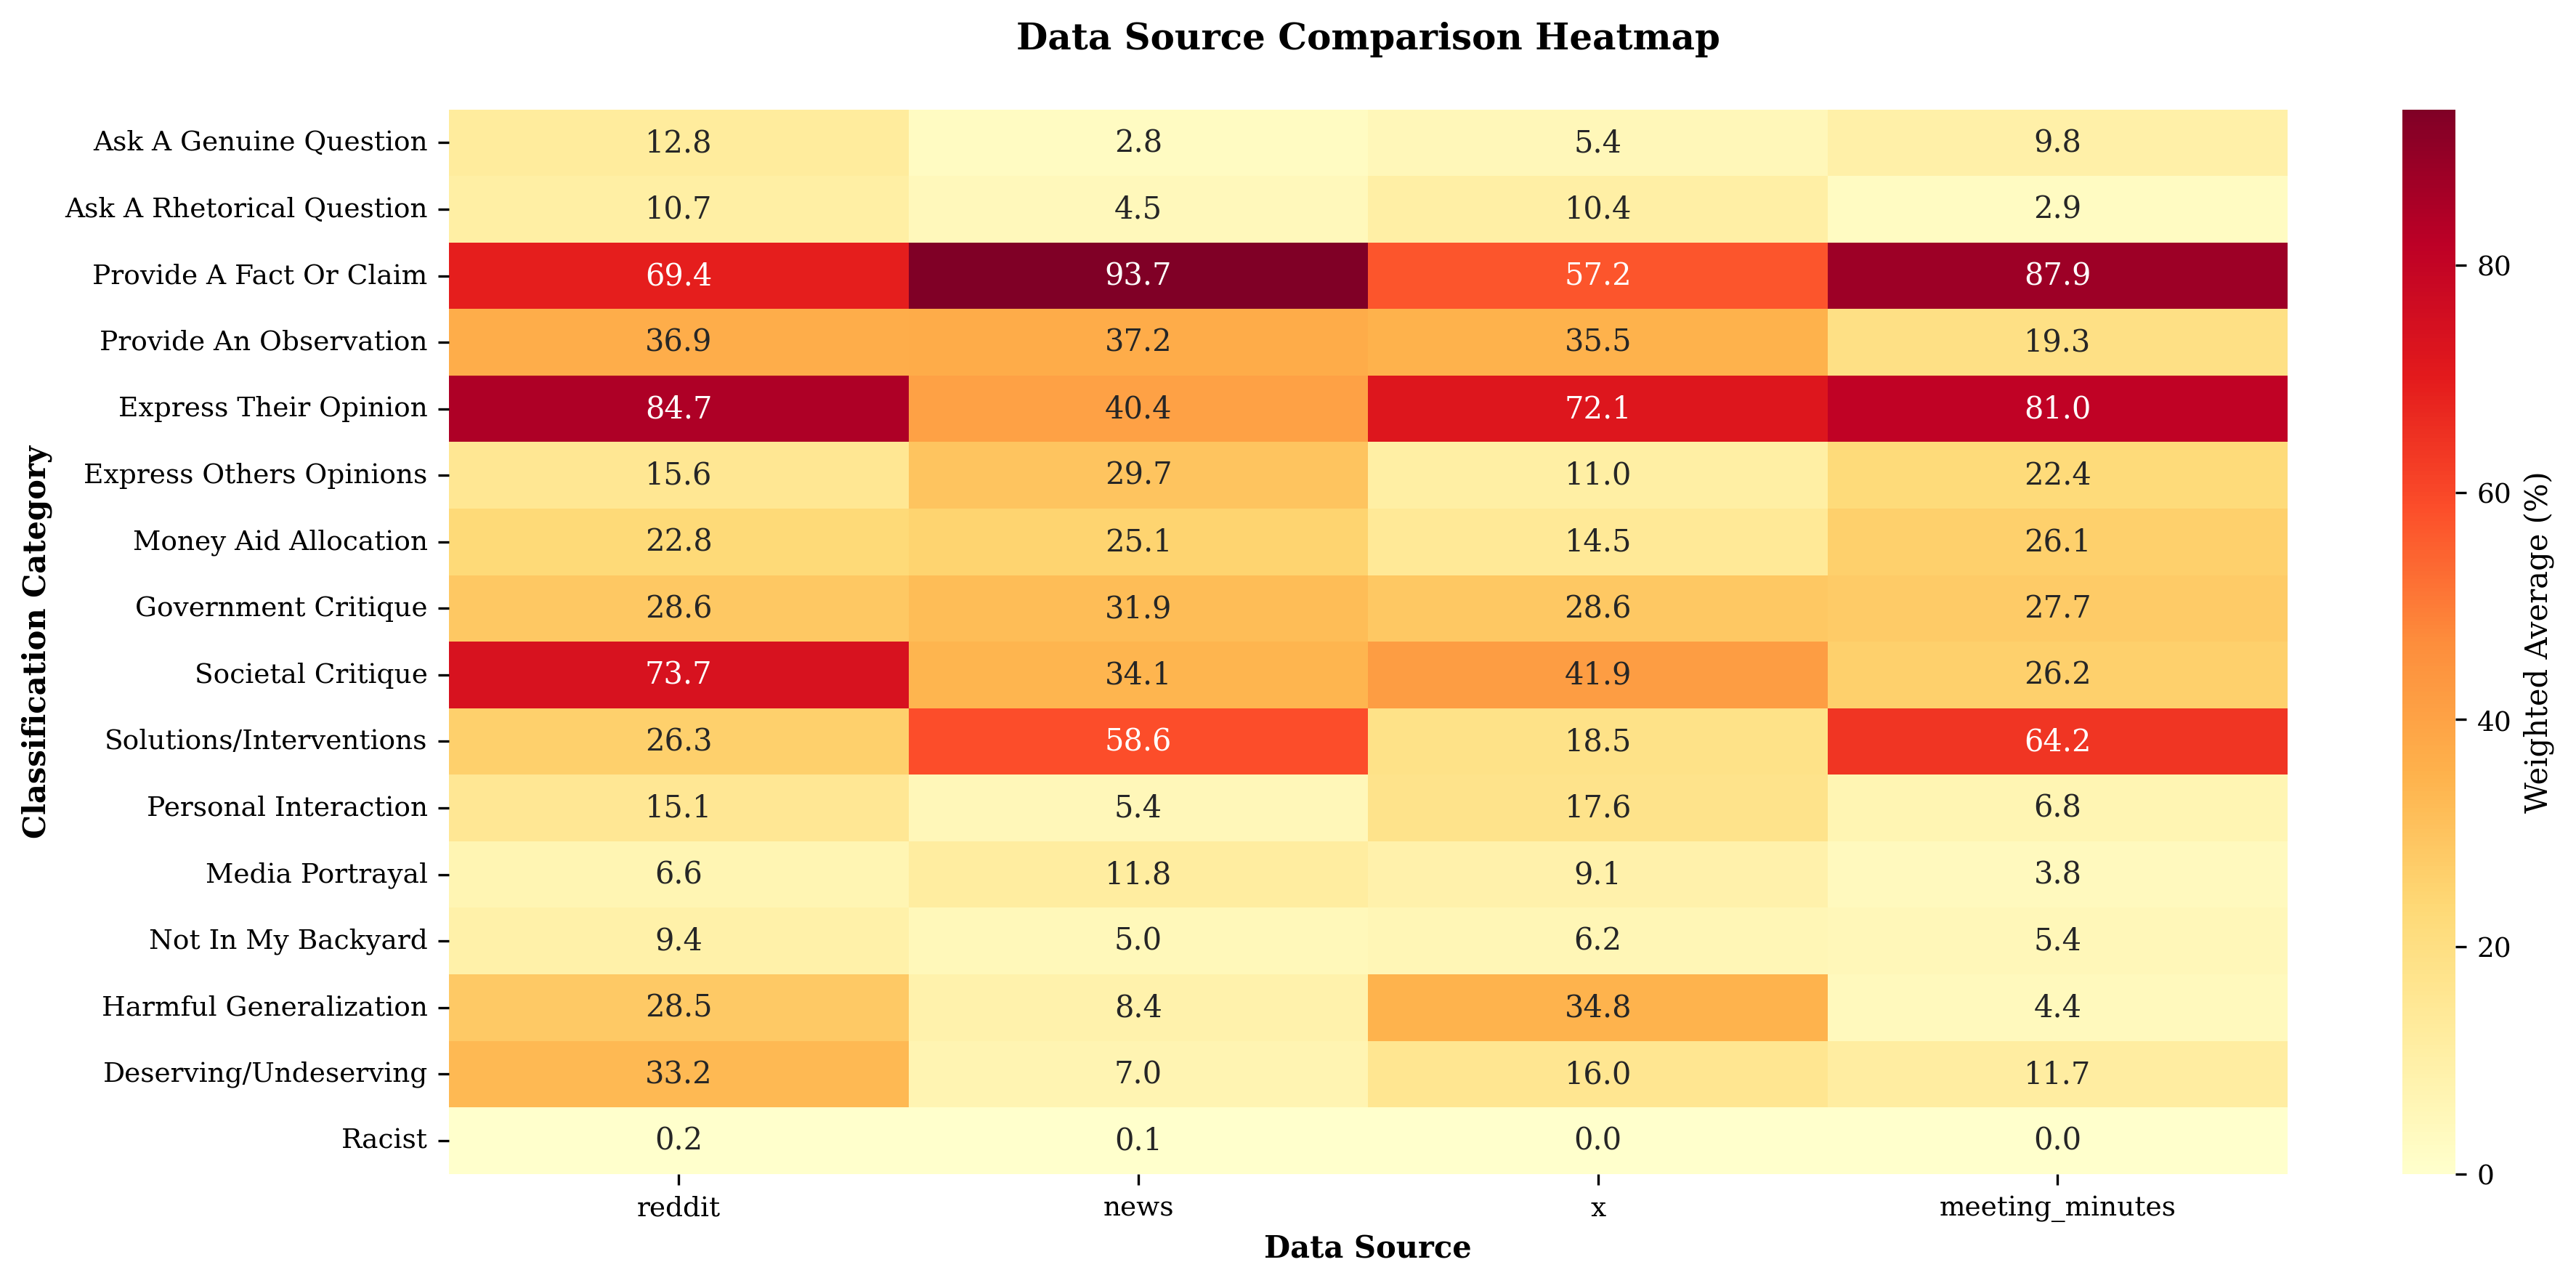 Data Source Comparison Heatmap
Classification Category
Ask A Genuine Question 12.8 2.8 5.4 9.8
Ask A Rhetorical Question 10.7 4.5 10.4 2.9
Provide A Fact Or Claim 69.4 93.7 57.2 87.9
Provide An Observation 36.9 37.2 35.5 19.3
Express Their Opinion 84.7 40.4 72.1 81.0
Express Others Opinions 15.6 29.7 11.0 22.4
Money Aid Allocation 22.8 25.1 14.5 26.1
Government Critique 28.6 31.9 28.6 27.7
Societal Critique 73.7 34.1 41.9 26.2
Solutions/Interventions 26.3 58.6 18.5 64.2
Personal Interaction 15.1 5.4 17.6 6.8
Media Portrayal 6.6 11.8 9.1 3.8
Not In My Backyard 9.4 5.0 6.2 5.4
Harmful Generalization 28.5 8.4 34.8 4.4
Deserving/Undeserving 33.2 7.0 16.0 11.7
Racist 0.2 0.1 0.0 0.0
reddit news x meeting_minutes
Data Source
80
60
40
20
0
Weighted Average (%)